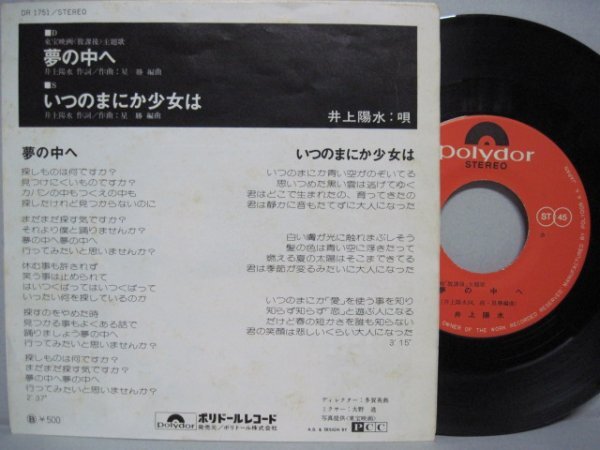 DR 1751/STEREO
■D
東宝映画〈放課後〉主題歌
夢の中へ
井上陽水 作詞/作曲:星 勝 編曲
■S
いつのまにか少女は
井上陽水 作詞/作曲:星 勝 編曲
井上陽水:唄
夢の中へ
探しものは何ですか?
見つけにくいものですか?
カバンの中もつくえの中も
探したけれど見つからないのに
まだまだ探す気ですか?
それより僕と踊りませんか?
夢の中へ夢の中へ
行ってみたいと思いませんか?
休む事も許されず
笑う事は止められて
はいつくばってはいつくばって
いったい何を探しているのか
探すのをやめた時
見つかる事もよくある話で
踊りましょう夢の中へ
行ってみたいと思いませんか?
探しものは何ですか?
まだまだ探す気ですか?
夢の中へ夢の中へ
行ってみたいと思いませんか?
2'37"
いつのまにか少女は
いつのまにか青い空がのぞいてる
思いつめた黒い雲は逃げてゆく
君はどこで生まれたの、育ってきたの
君は静かに音もたてずに大人になった
白い膚が光に触れまぶしそう
髪の色は青い空に浮きだって
燃える夏の太陽はそこまできてる
君は季節が変るみたいに大人になった
いつのまにか「愛」を使う事を知り
知らず知らず「恋」と遊ぶ人になる
だけど春の短かさを誰も知らない
君の笑顔は悲しいくらい大人になった
3'15"
Ⓑ ¥500
polydor ポリドールレコード
発売元/ポリドール株式会社
ディレクター:多賀英典
ミクサー:大野 進
写真提供〈東宝映画〉
A.D. & DESIGN BY PCC
polydor
STEREO
ST 45
東宝映画「放課後」主題歌
夢の中へ
井上陽水